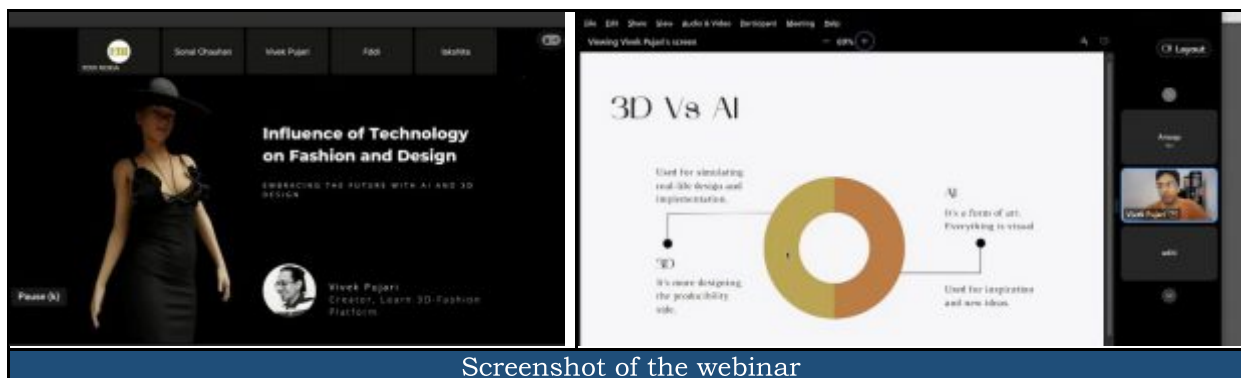 Sonal Chauhan
Vivek Pujari
Influence of Technology
on Fashion and Design
EMBRACING THE FUTURE WITH AI AND 3D
DESIGN
Vivek Pujari
Creator, Learn 3D-Fashion
Platform
Pause (k)
File Edit Share View Audio & Video Participant Meeting Help
Viewing Vivek Pujari's screen
69%
Layout
3D Vs AI
Used for simulating
real-life design and
implementation.
3D
It's more designing
the producibility
side.
AI
It's a form of art.
Everything is visual
Used for inspiration
and new ideas.
Vivek Pujari
Screenshot of the webinar